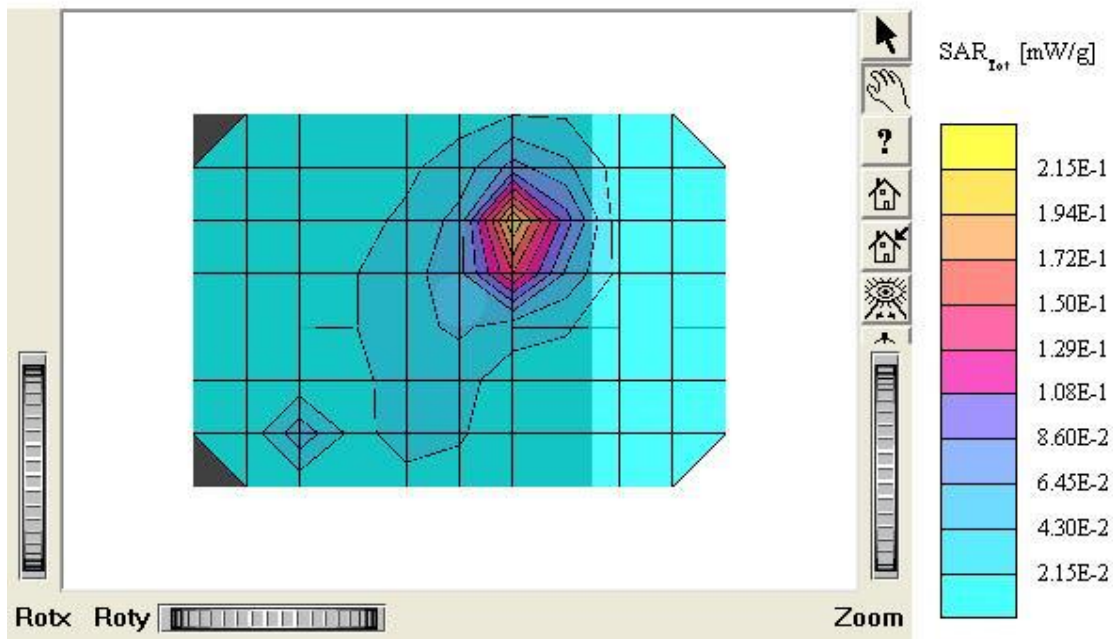 SAR_Tot [mW/g]
?
2.15E-1
1.94E-1
1.72E-1
1.50E-1
1.29E-1
1.08E-1
8.60E-2
6.45E-2
4.30E-2
2.15E-2
Rotx Roty Zoom